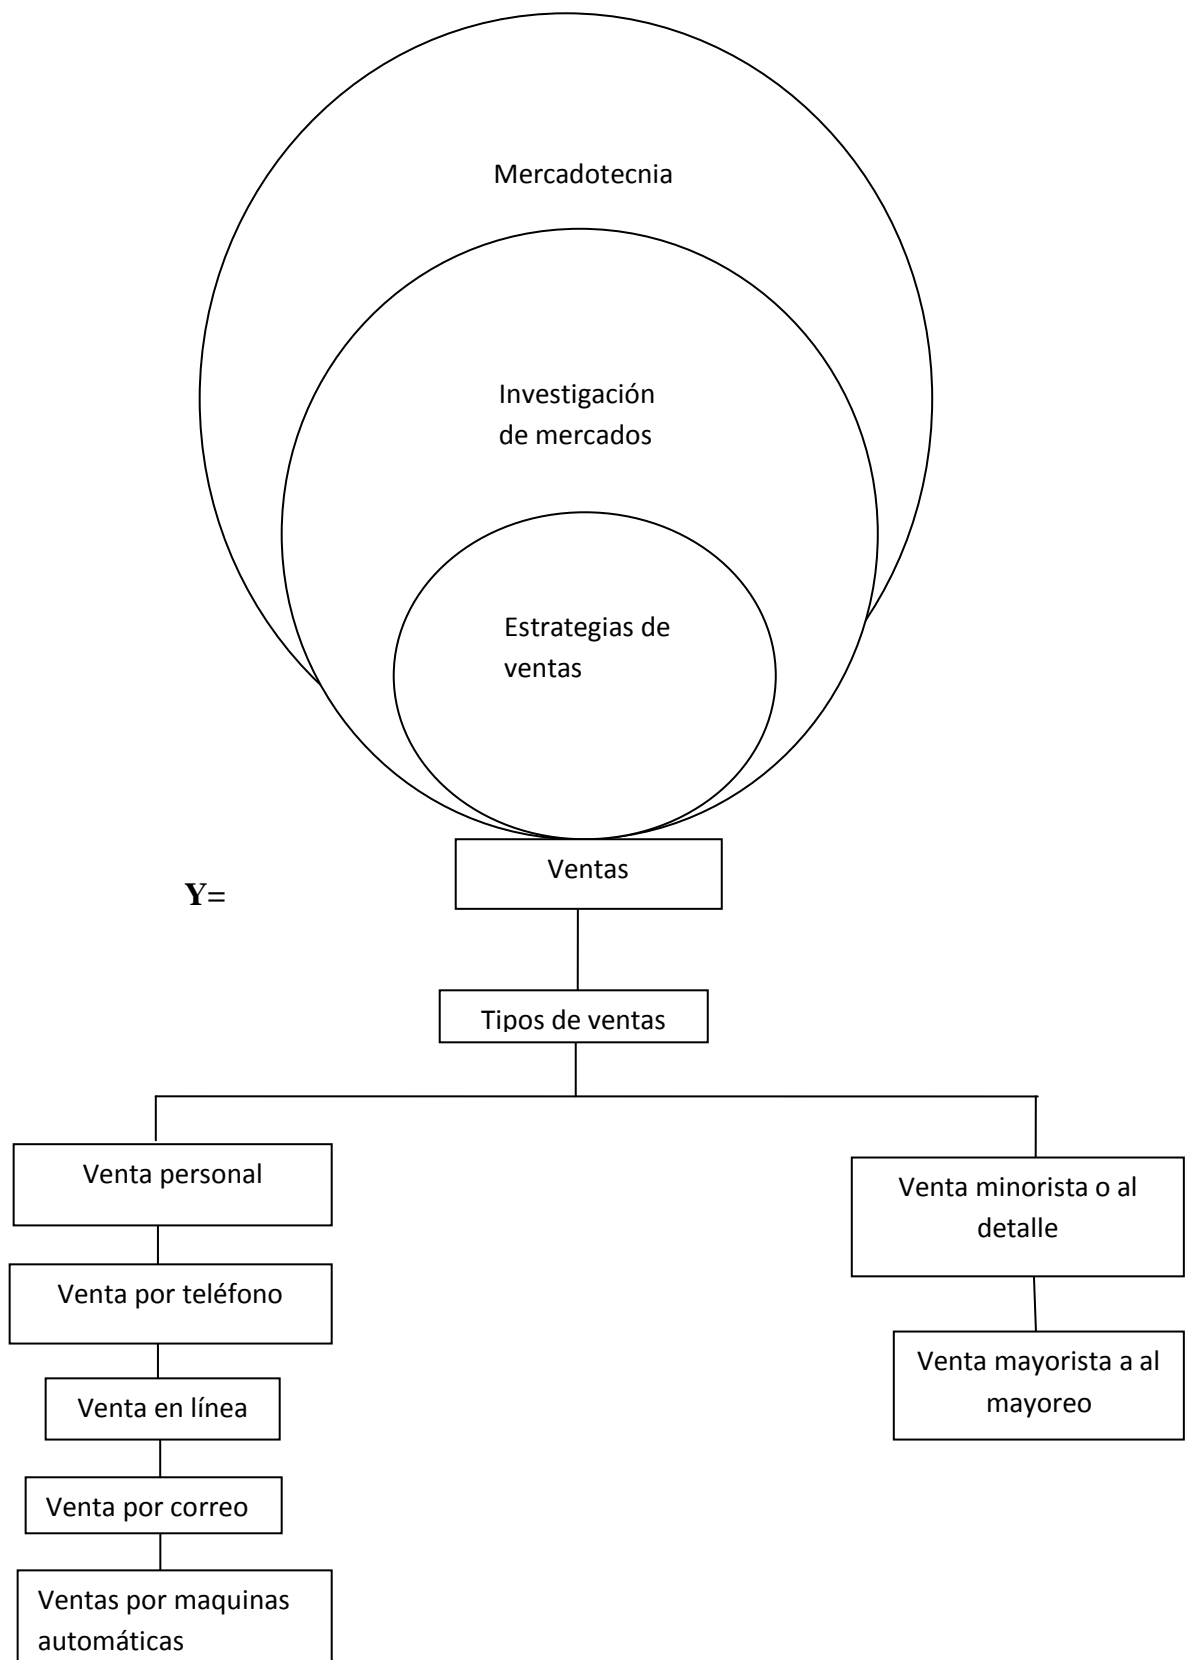 Mercadotecnia
Investigación
de mercados
Estrategias de
ventas
Ventas
Y=
Tipos de ventas
Venta personal
Venta por teléfono
Venta en línea
Venta por correo
Ventas por maquinas
automáticas
Venta minorista o al
detalle
Venta mayorista a al
mayoreo